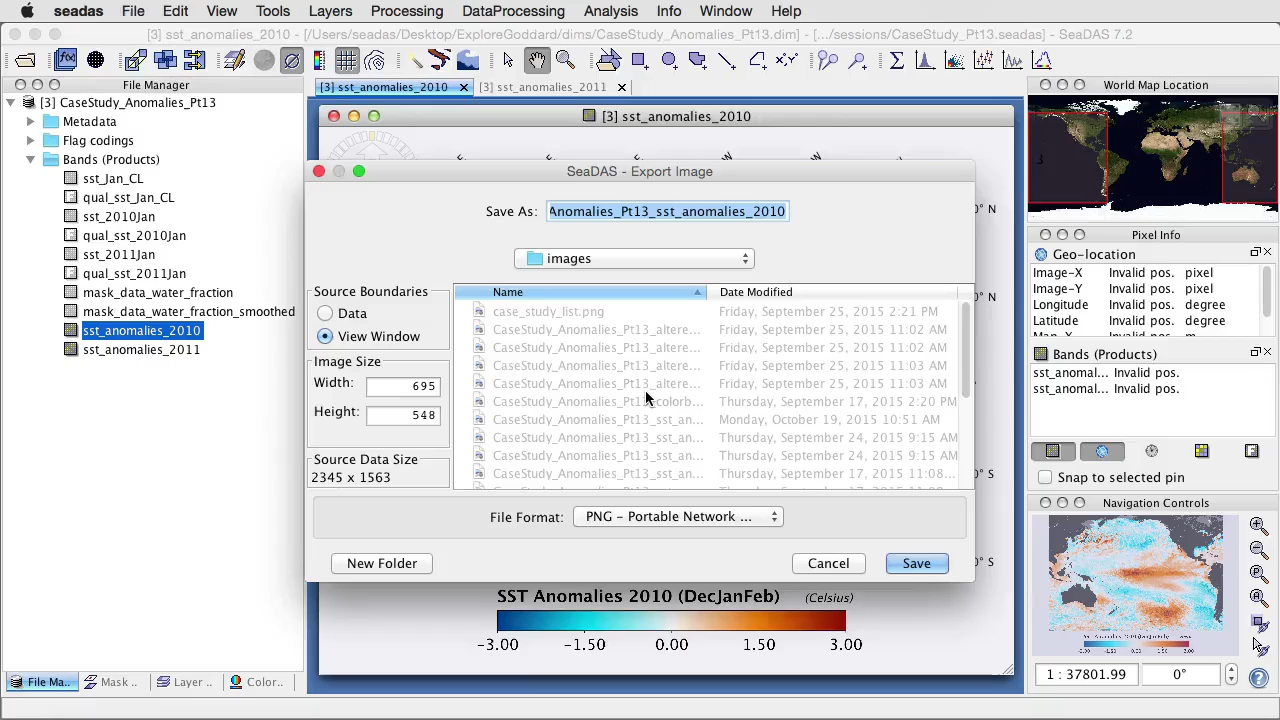 seadas File Edit View Tools Layers Processing DataProcessing Analysis Info Window Help
[3] sst_anomalies_2010 - [/Users/seadas/Desktop/ExploreGoddard/dims/CaseStudy_Anomalies_Pt13.dim] - [.../sessions/CaseStudy_Pt13.seadas] - SeaDAS 7.2
File Manager
[3] CaseStudy_Anomalies_Pt13
Metadata
Flag codings
Bands (Products)
sst_Jan_CL
qual_sst_Jan_CL
sst_2010Jan
qual_sst_2010Jan
sst_2011Jan
qual_sst_2011Jan
mask_data_water_fraction
mask_data_water_fraction_smoothed
sst_anomalies_2010
sst_anomalies_2011
File Ma.. Mask .. Layer .. Color..
[3] sst_anomalies_2010 [3] sst_anomalies_2011
[3] sst_anomalies_2010
SeaDAS - Export Image
Save As: Anomalies_Pt13_sst_anomalies_2010
images
Source Boundaries
Data
View Window
Image Size
Width: 695
Height: 548
Source Data Size
2345 x 1563
Name Date Modified
case_study_list.png Friday, September 25, 2015 2:21 PM
CaseStudy_Anomalies_Pt13_altere... Friday, September 25, 2015 11:02 AM
CaseStudy_Anomalies_Pt13_altere... Friday, September 25, 2015 11:02 AM
CaseStudy_Anomalies_Pt13_altere... Friday, September 25, 2015 11:03 AM
CaseStudy_Anomalies_Pt13_altere... Friday, September 25, 2015 11:03 AM
CaseStudy_Anomalies_Pt13_colorb... Thursday, September 17, 2015 2:20 PM
CaseStudy_Anomalies_Pt13_sst_an... Monday, October 19, 2015 10:51 AM
CaseStudy_Anomalies_Pt13_sst_an... Thursday, September 24, 2015 9:15 AM
CaseStudy_Anomalies_Pt13_sst_an... Thursday, September 24, 2015 9:15 AM
CaseStudy_Anomalies_Pt13_sst_an... Thursday, September 17, 2015 11:08...
File Format: PNG - Portable Network ...
New Folder Cancel Save
SST Anomalies 2010 (DecJanFeb) (Celsius)
-3.00 -1.50 0.00 1.50 3.00
World Map Location
3
Pixel Info
Geo-location
Image-X Invalid pos. pixel
Image-Y Invalid pos. pixel
Longitude Invalid pos. degree
Latitude Invalid pos. degree
Bands (Products)
sst_anomal... Invalid pos.
sst_anomal... Invalid pos.
Snap to selected pin
Navigation Controls
1 : 37801.99 0°